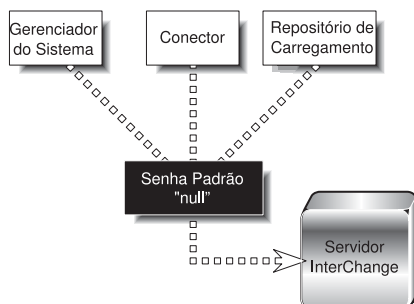 Gerenciador
do Sistema
Conector
Repositório de
Carregamento
Senha Padrão
"null”
Servidor
InterChange